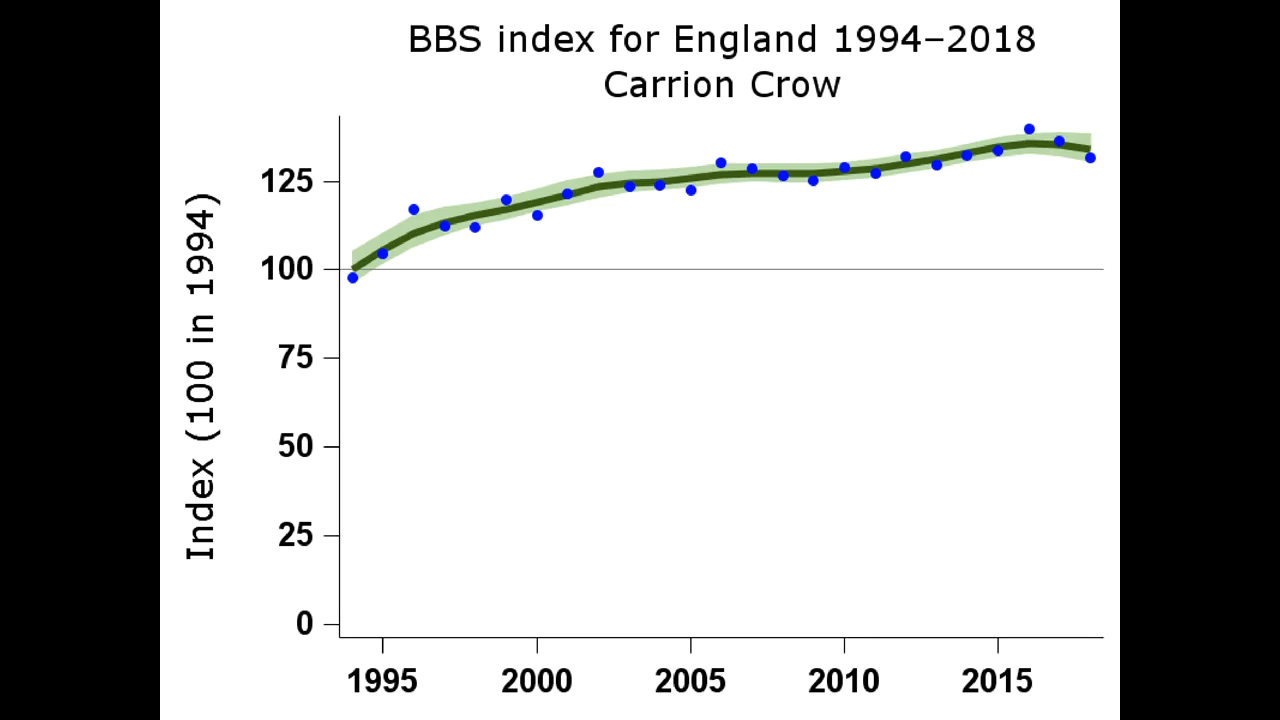 BBS index for England 1994–2018
Carrion Crow
Index (100 in 1994)
125
100
75
50
25
0
1995 2000 2005 2010 2015